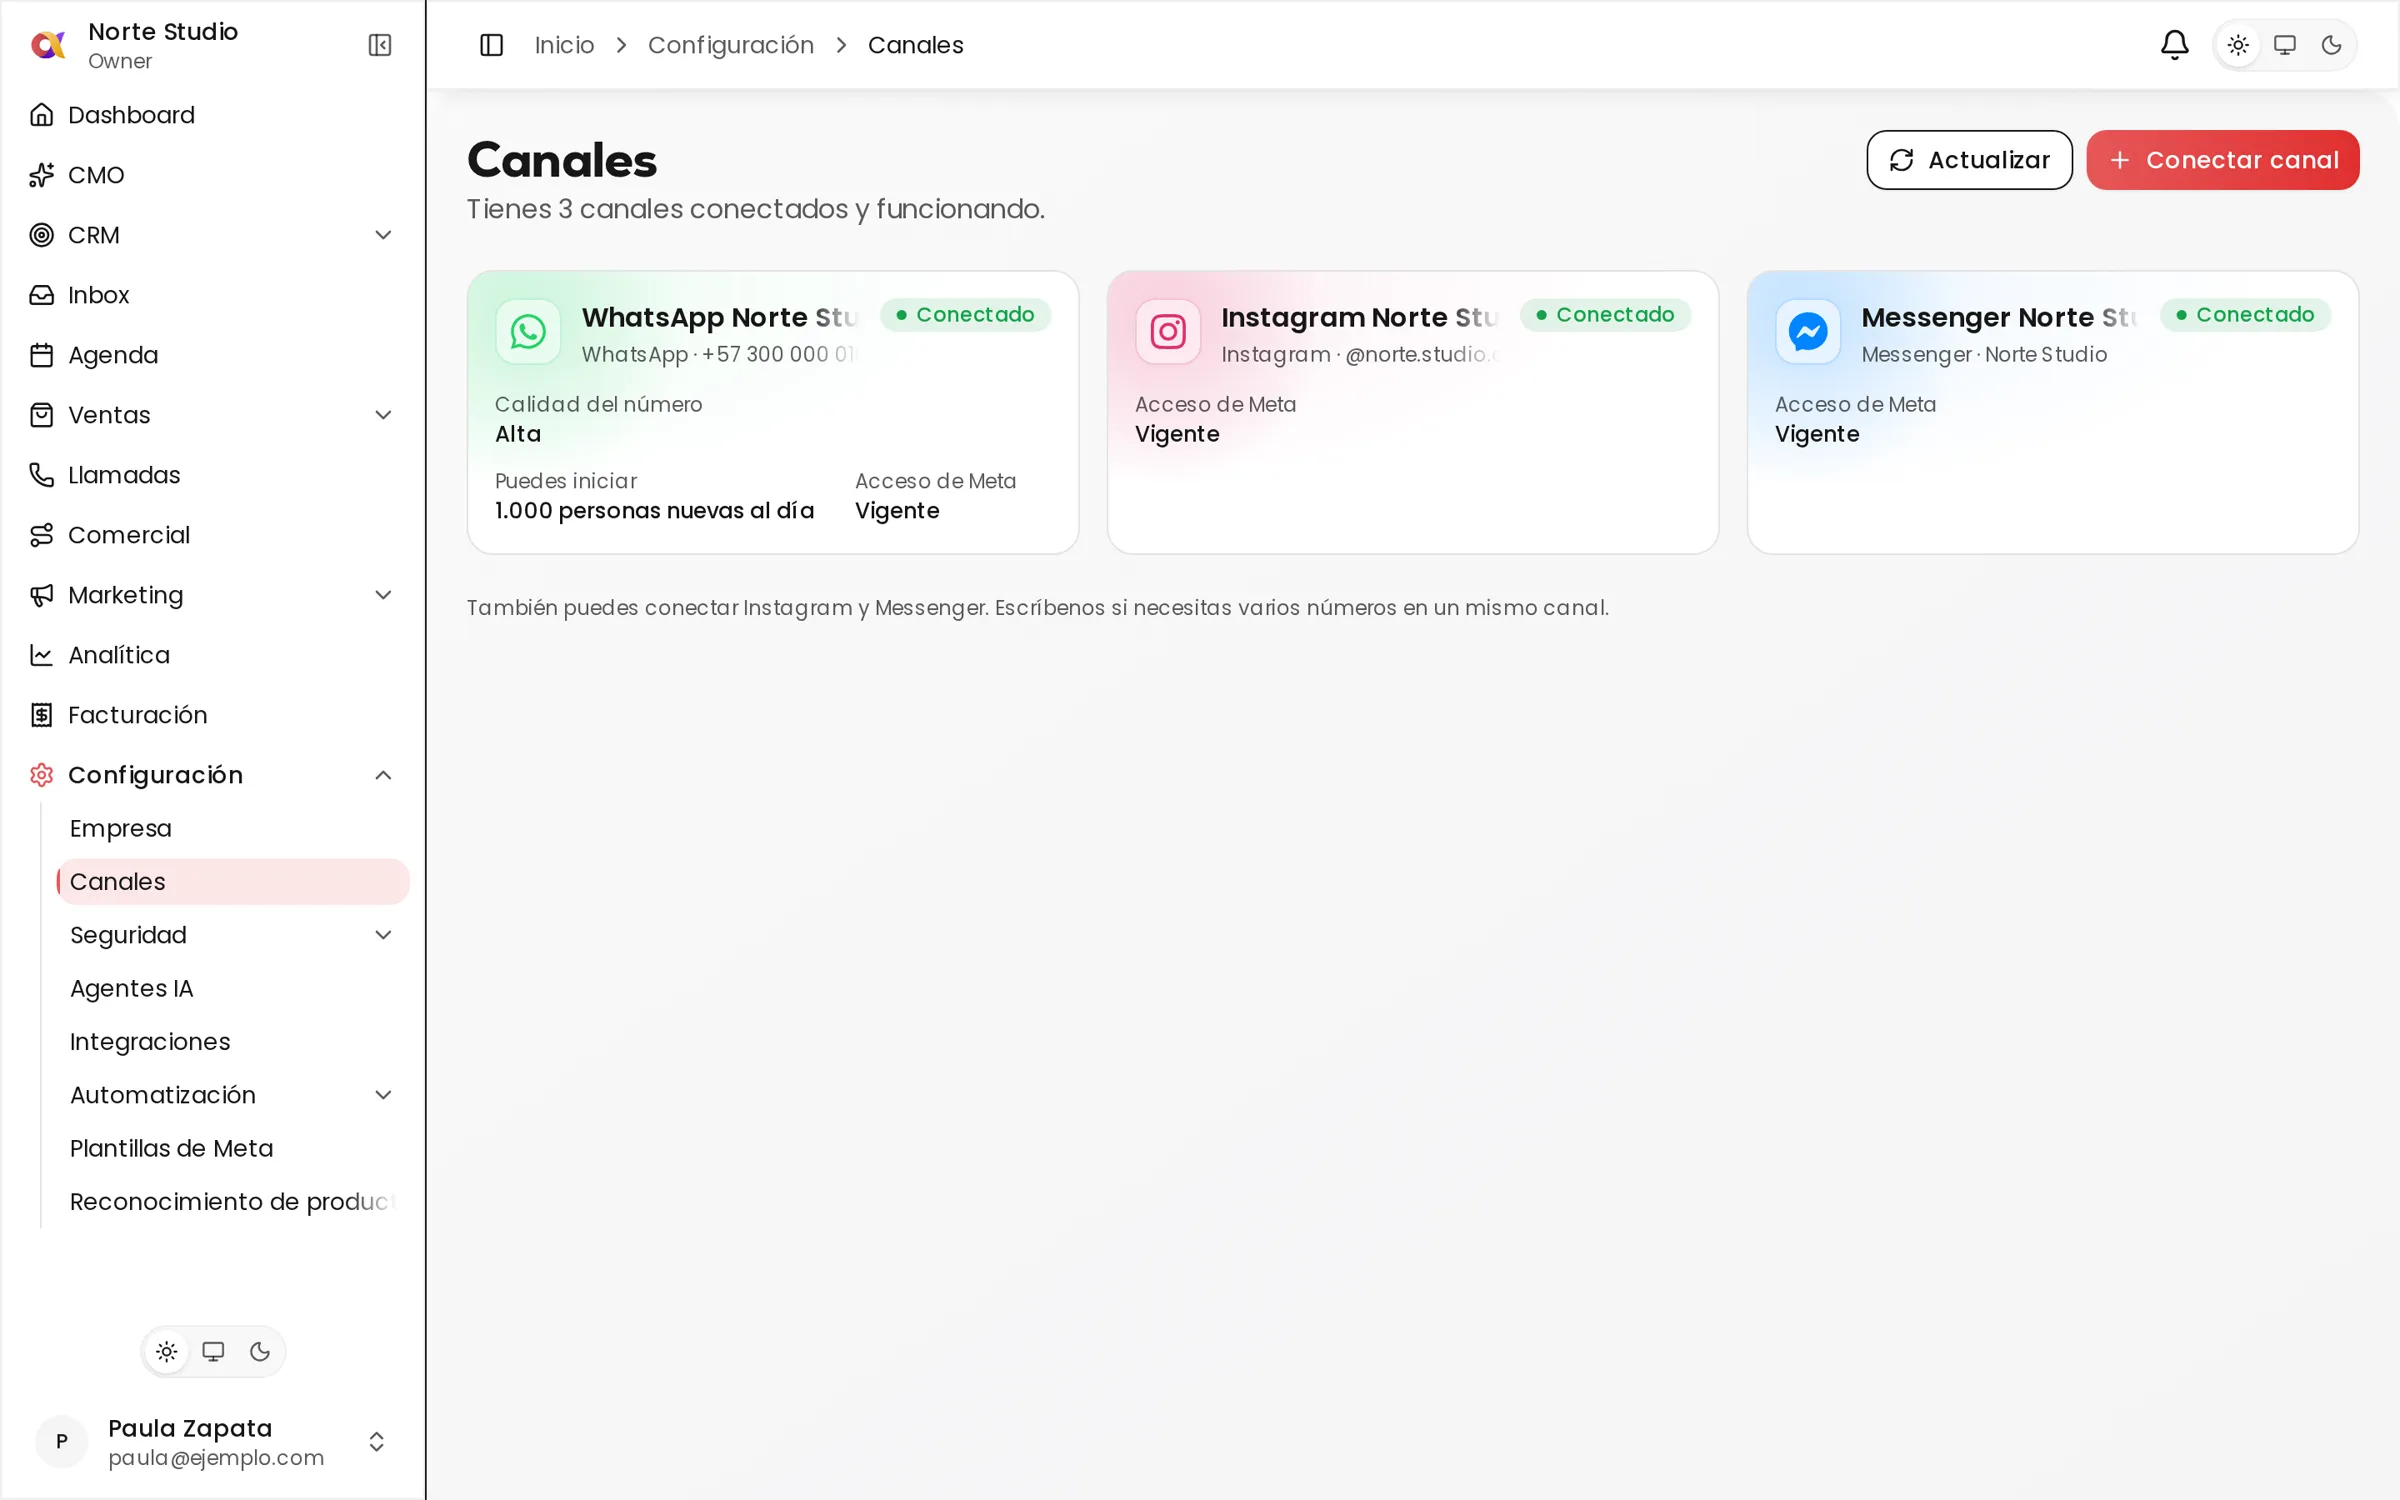 Norte Studio
Owner
Dashboard
CMO
CRM
Inbox
Agenda
Ventas
Llamadas
Comercial
Marketing
Analítica
Facturación
Configuración
Empresa
Canales
Seguridad
Agentes IA
Integraciones
Automatización
Plantillas de Meta
Reconocimiento de
P
Paula Zapata
paula@ejemplo.com
Inicio > Configuración > Canales
Canales
Tienes 3 canales conectados y funcionando.
Actualizar
+ Conectar canal
WhatsApp Norte
Conectado
WhatsApp · +57 300 000
Calidad del número
Alta
Puedes iniciar
1.000 personas nuevas al día
Acceso de Meta
Vigente
Instagram Norte
Conectado
Instagram · @norte.studio.
Acceso de Meta
Vigente
Messenger Norte
Conectado
Messenger · Norte Studio
Acceso de Meta
Vigente
También puedes conectar Instagram y Messenger. Escríbenos si necesitas varios números en un mismo canal.